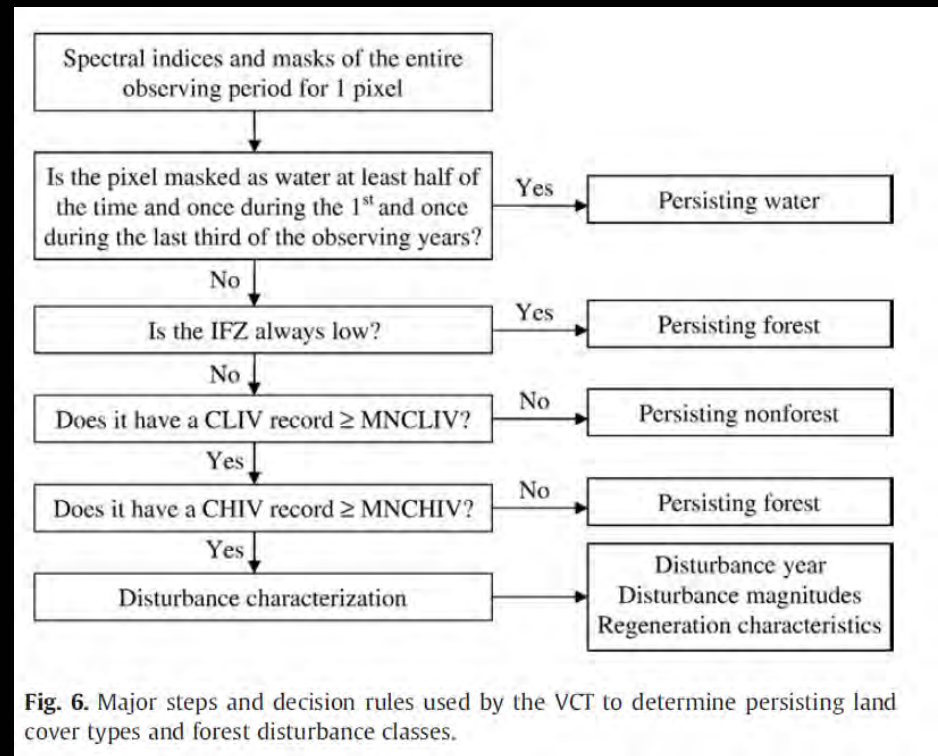 Spectral indices and masks of the entire
observing period for 1 pixel
Is the pixel masked as water at least half of
the time and once during the 1st and once
during the last third of the observing years?
Yes
Persisting water
No
Is the IFZ always low?
Yes
Persisting forest
No
Does it have a CLIV record ≥ MNCLIV?
No
Persisting nonforest
Yes
Does it have a CHIV record ≥ MNCHIV?
No
Persisting forest
Yes
Disturbance characterization
Disturbance year
Disturbance magnitudes
Regeneration characteristics
Fig. 6. Major steps and decision rules used by the VCT to determine persisting land
cover types and forest disturbance classes.